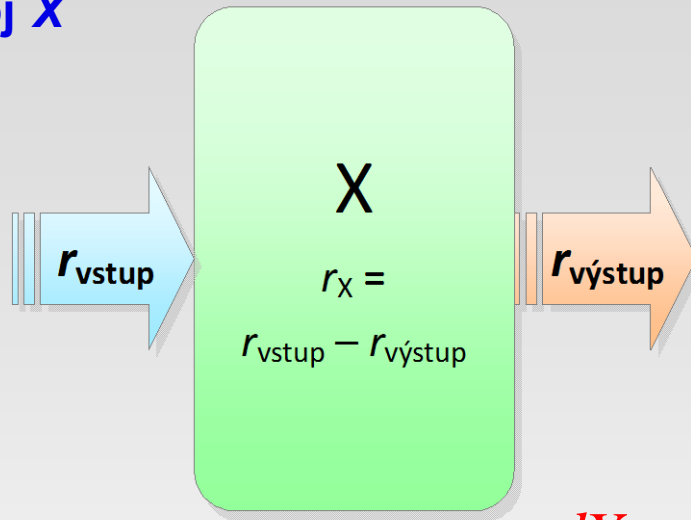 X
X
r_X =
r_vstup – r_výstup
r_vstup
r_výstup